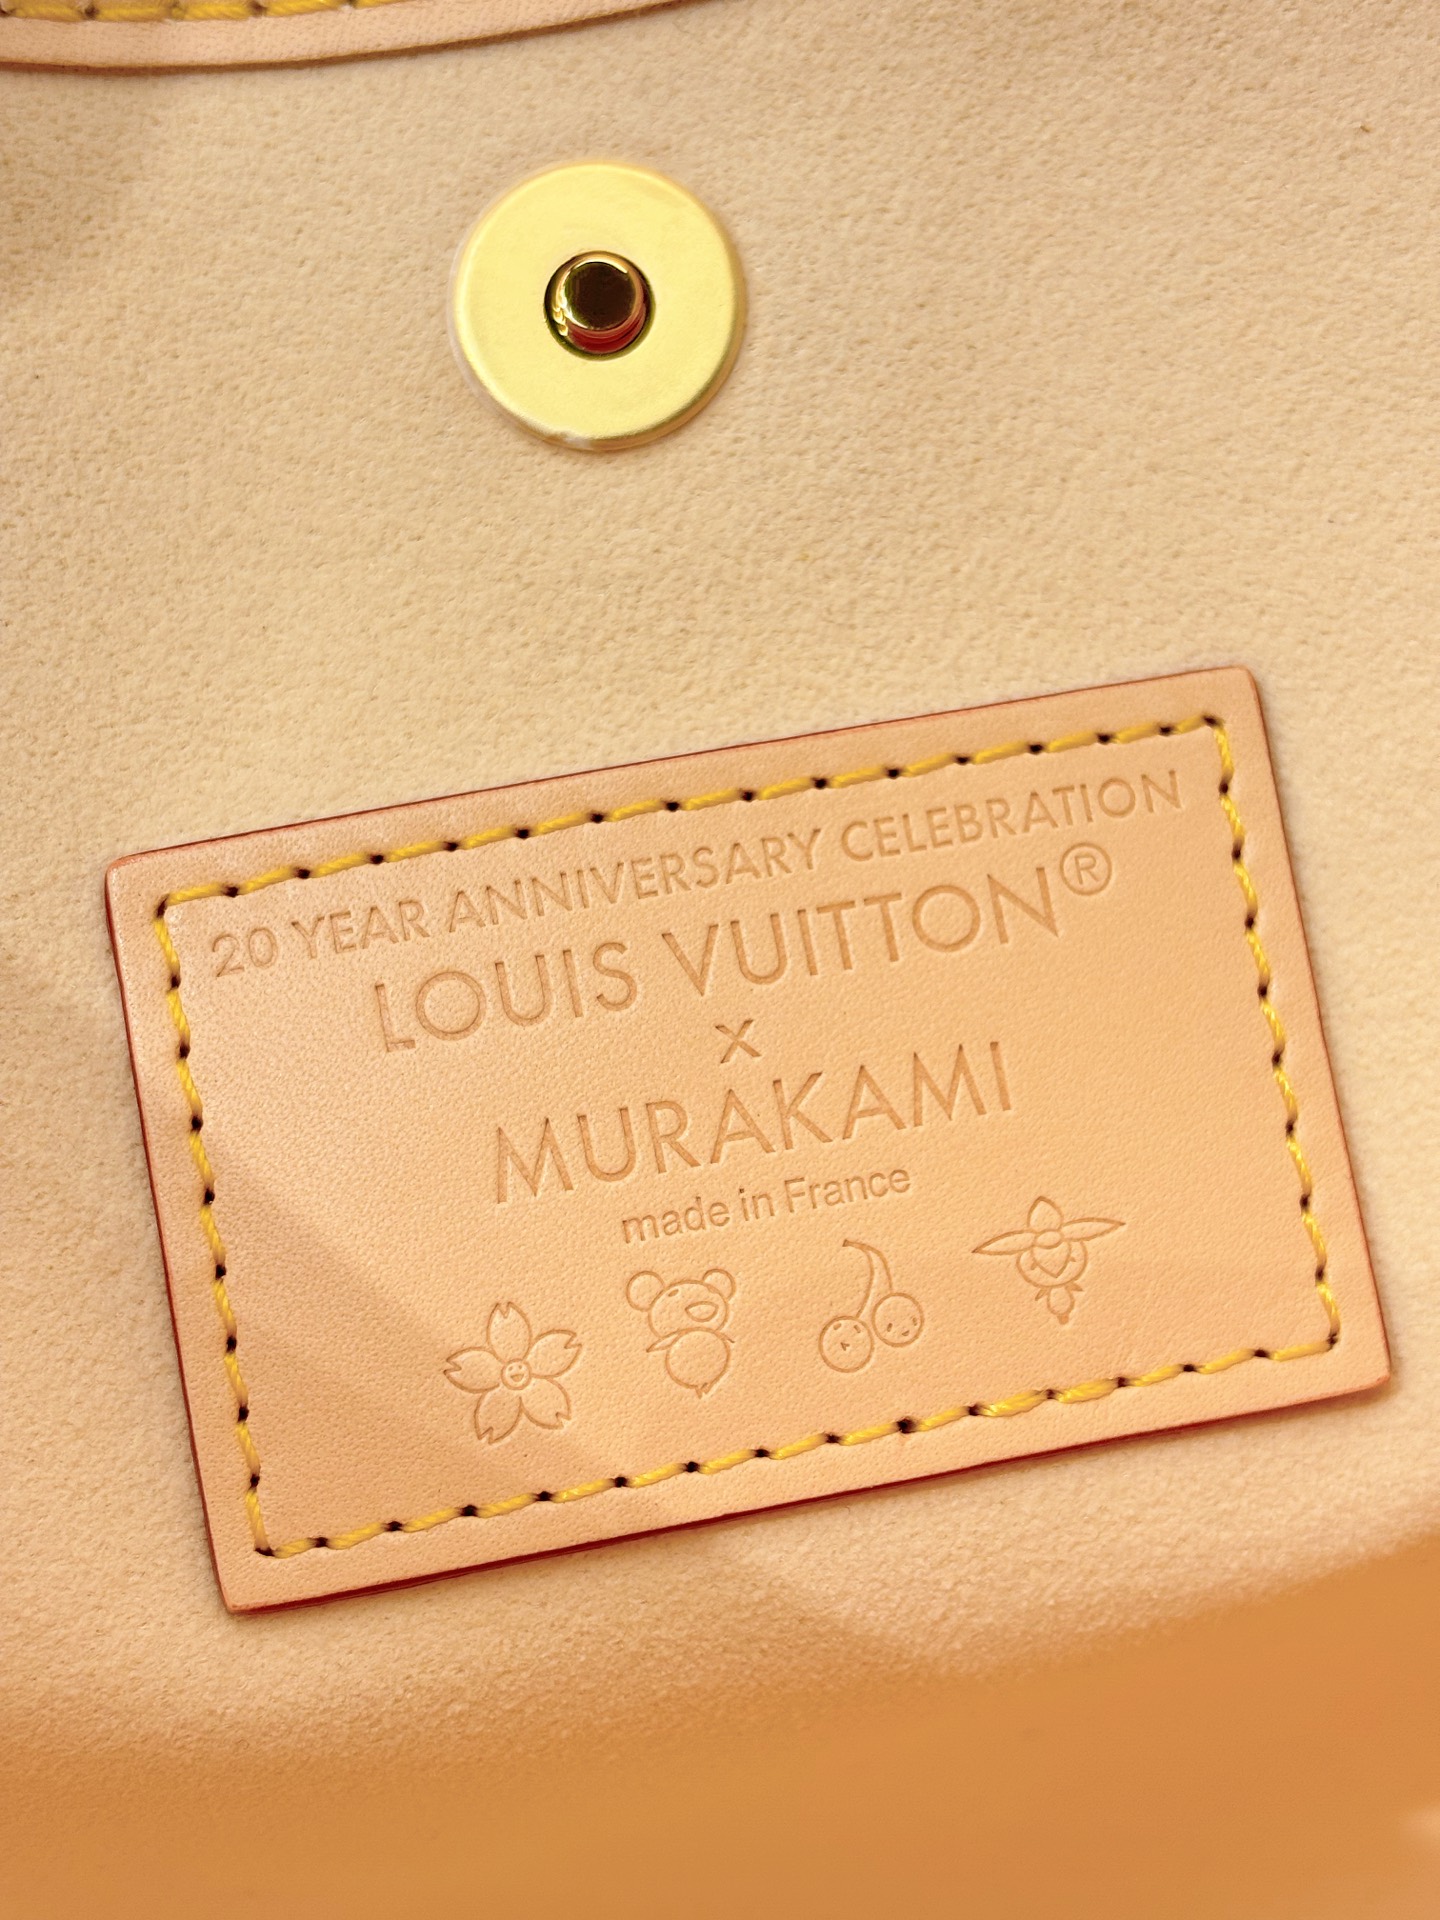 20 YEAR ANNIVERSARY CELEBRATION
LOUIS VUITTON®
x
MURAKAMI
made in France